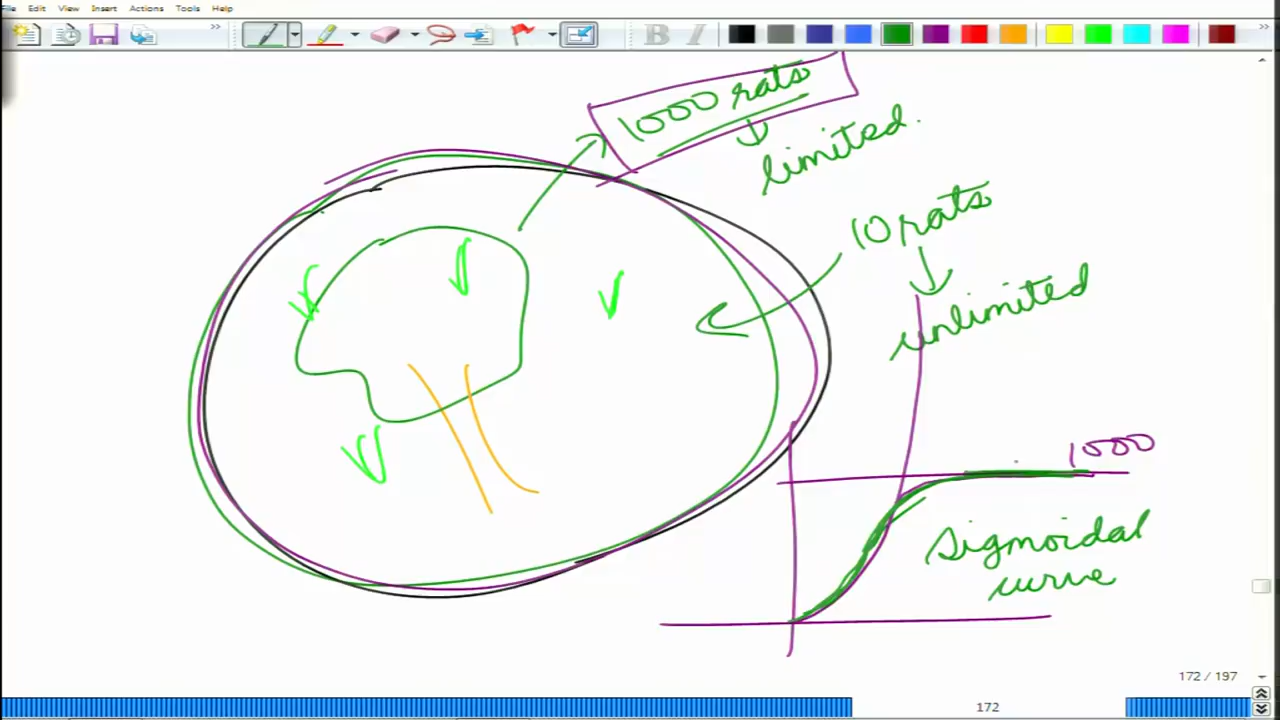 File Edit View Insert Actions Tools Help
B I
1000 rats
limited.
10 rats
unlimited
1000
Sigmoidal
curve
172 / 197
172